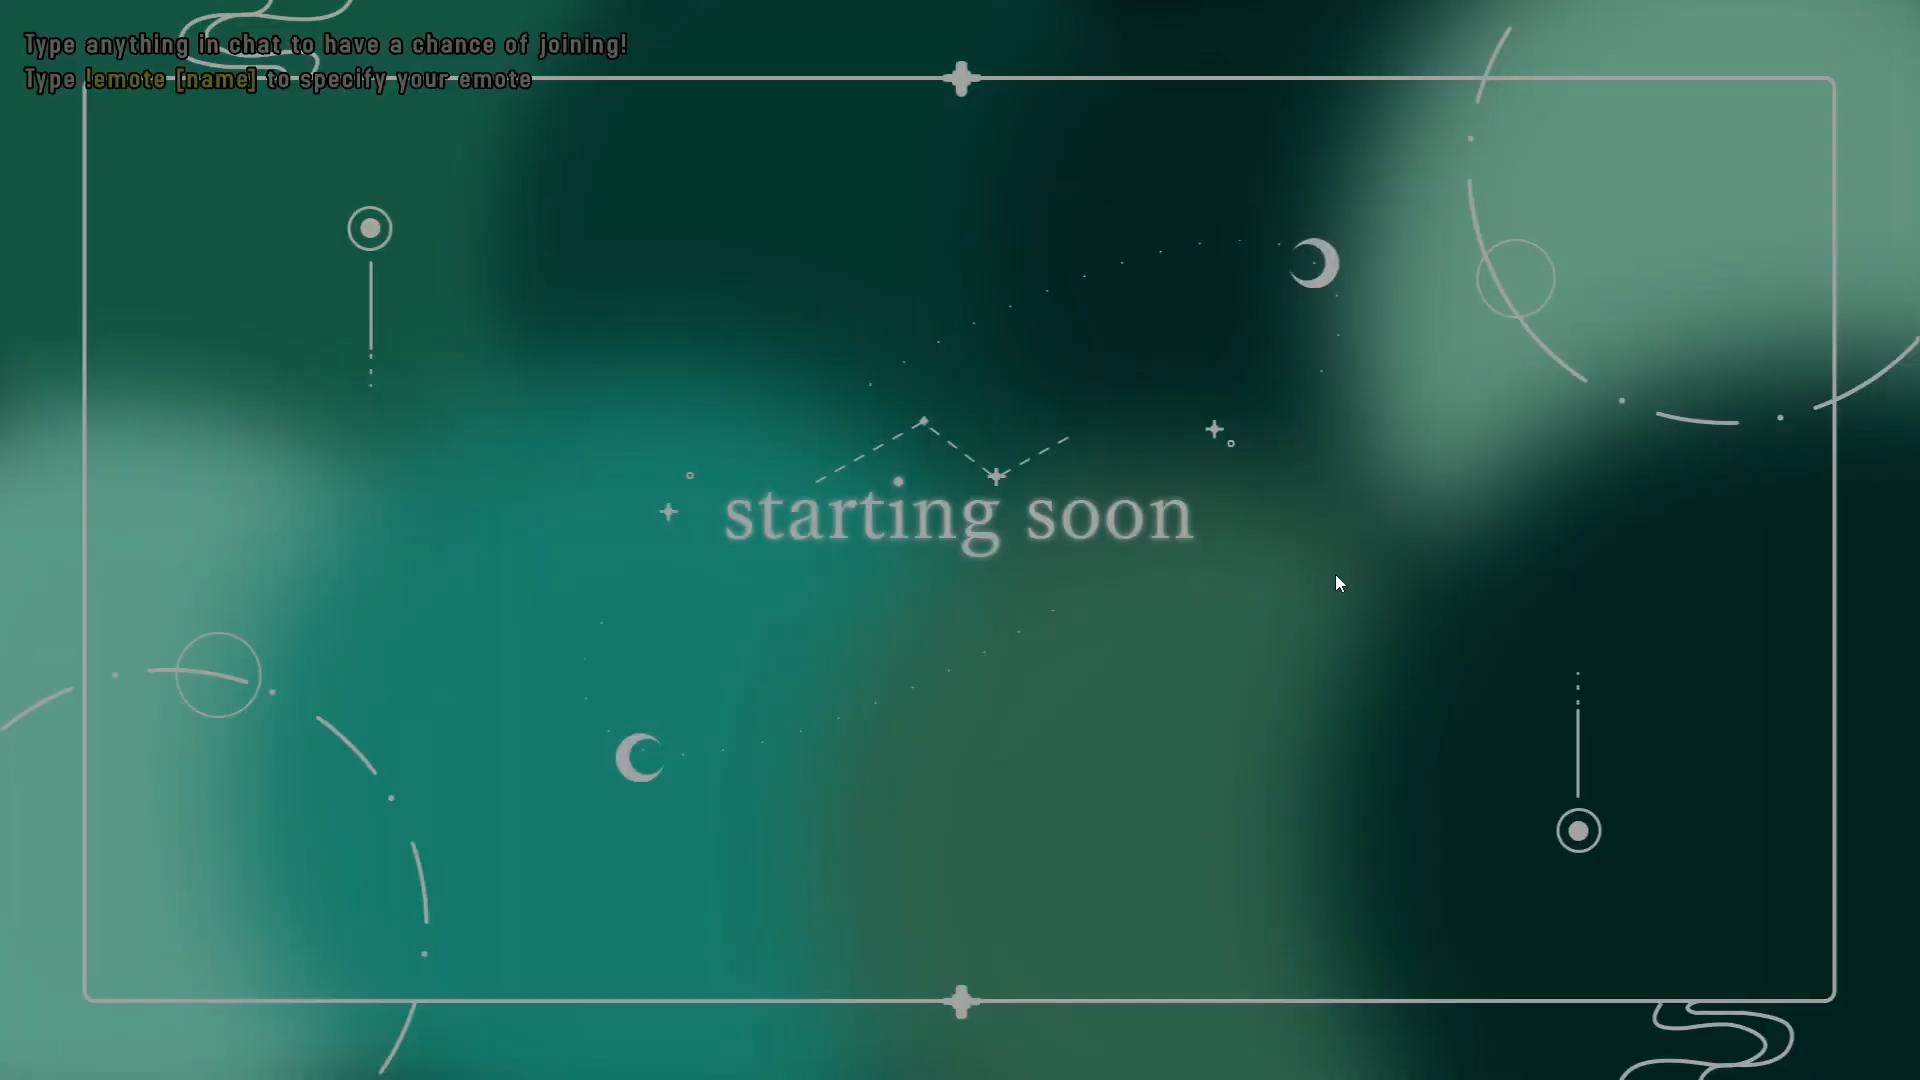 Type anything in chat to have a chance of joining!
Type !emote [name] to specify your emote
starting soon